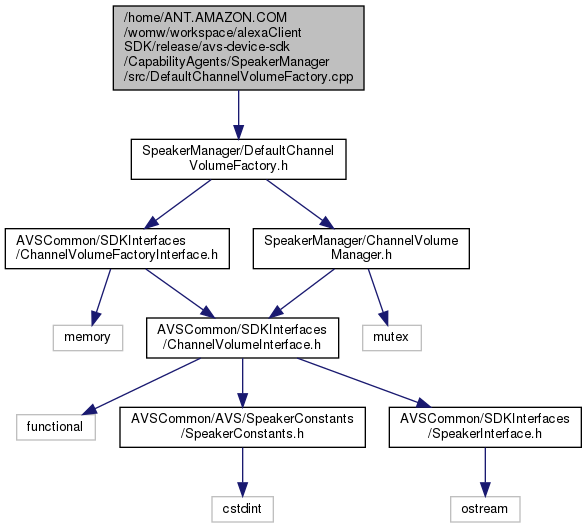 /home/ANT.AMAZON.COM
/womw/workspace/alexaClient
SDK/release/avs-device-sdk
/CapabilityAgents/SpeakerManager
/src/DefaultChannelVolumeFactory.cpp
SpeakerManager/DefaultChannel
VolumeFactory.h
AVSCommon/SDKInterfaces
/ChannelVolumeFactoryInterface.h
SpeakerManager/ChannelVolume
Manager.h
memory
AVSCommon/SDKInterfaces
/ChannelVolumeInterface.h
mutex
functional
AVSCommon/AVS/SpeakerConstants
/SpeakerConstants.h
AVSCommon/SDKInterfaces
/SpeakerInterface.h
cstdint
ostream